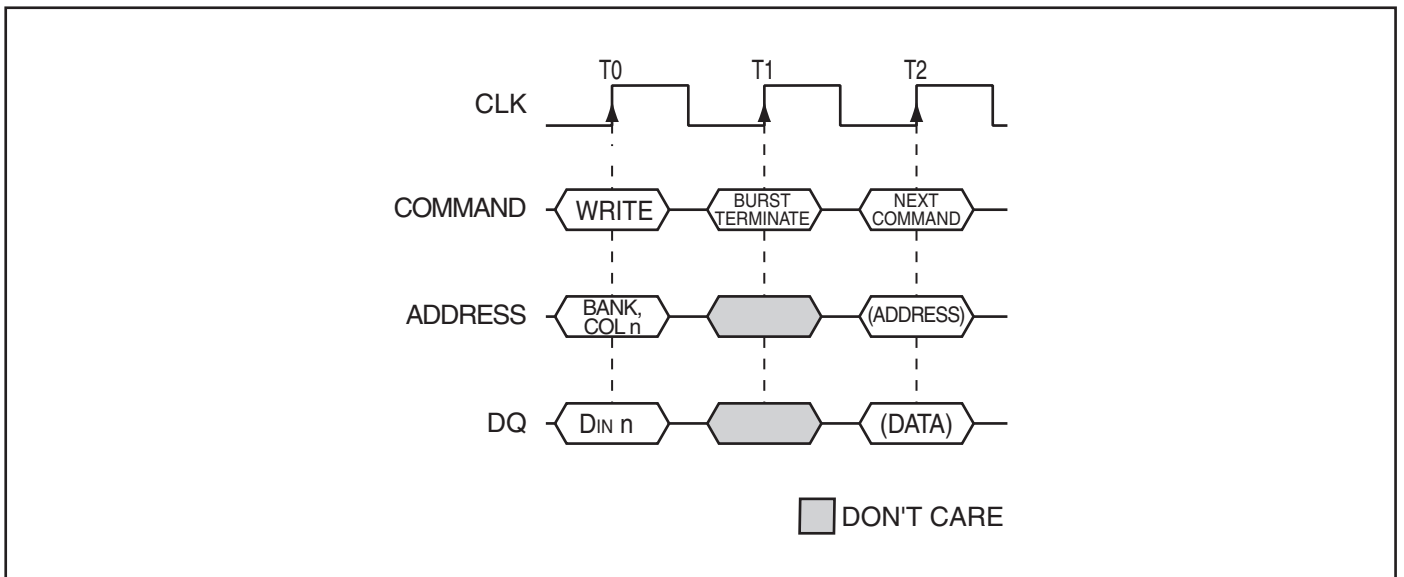 T0 T1 T2
CLK
COMMAND WRITE BURST TERMINATE NEXT COMMAND
ADDRESS BANK, COL n (ADDRESS)
DQ DIN n (DATA)
DON'T CARE